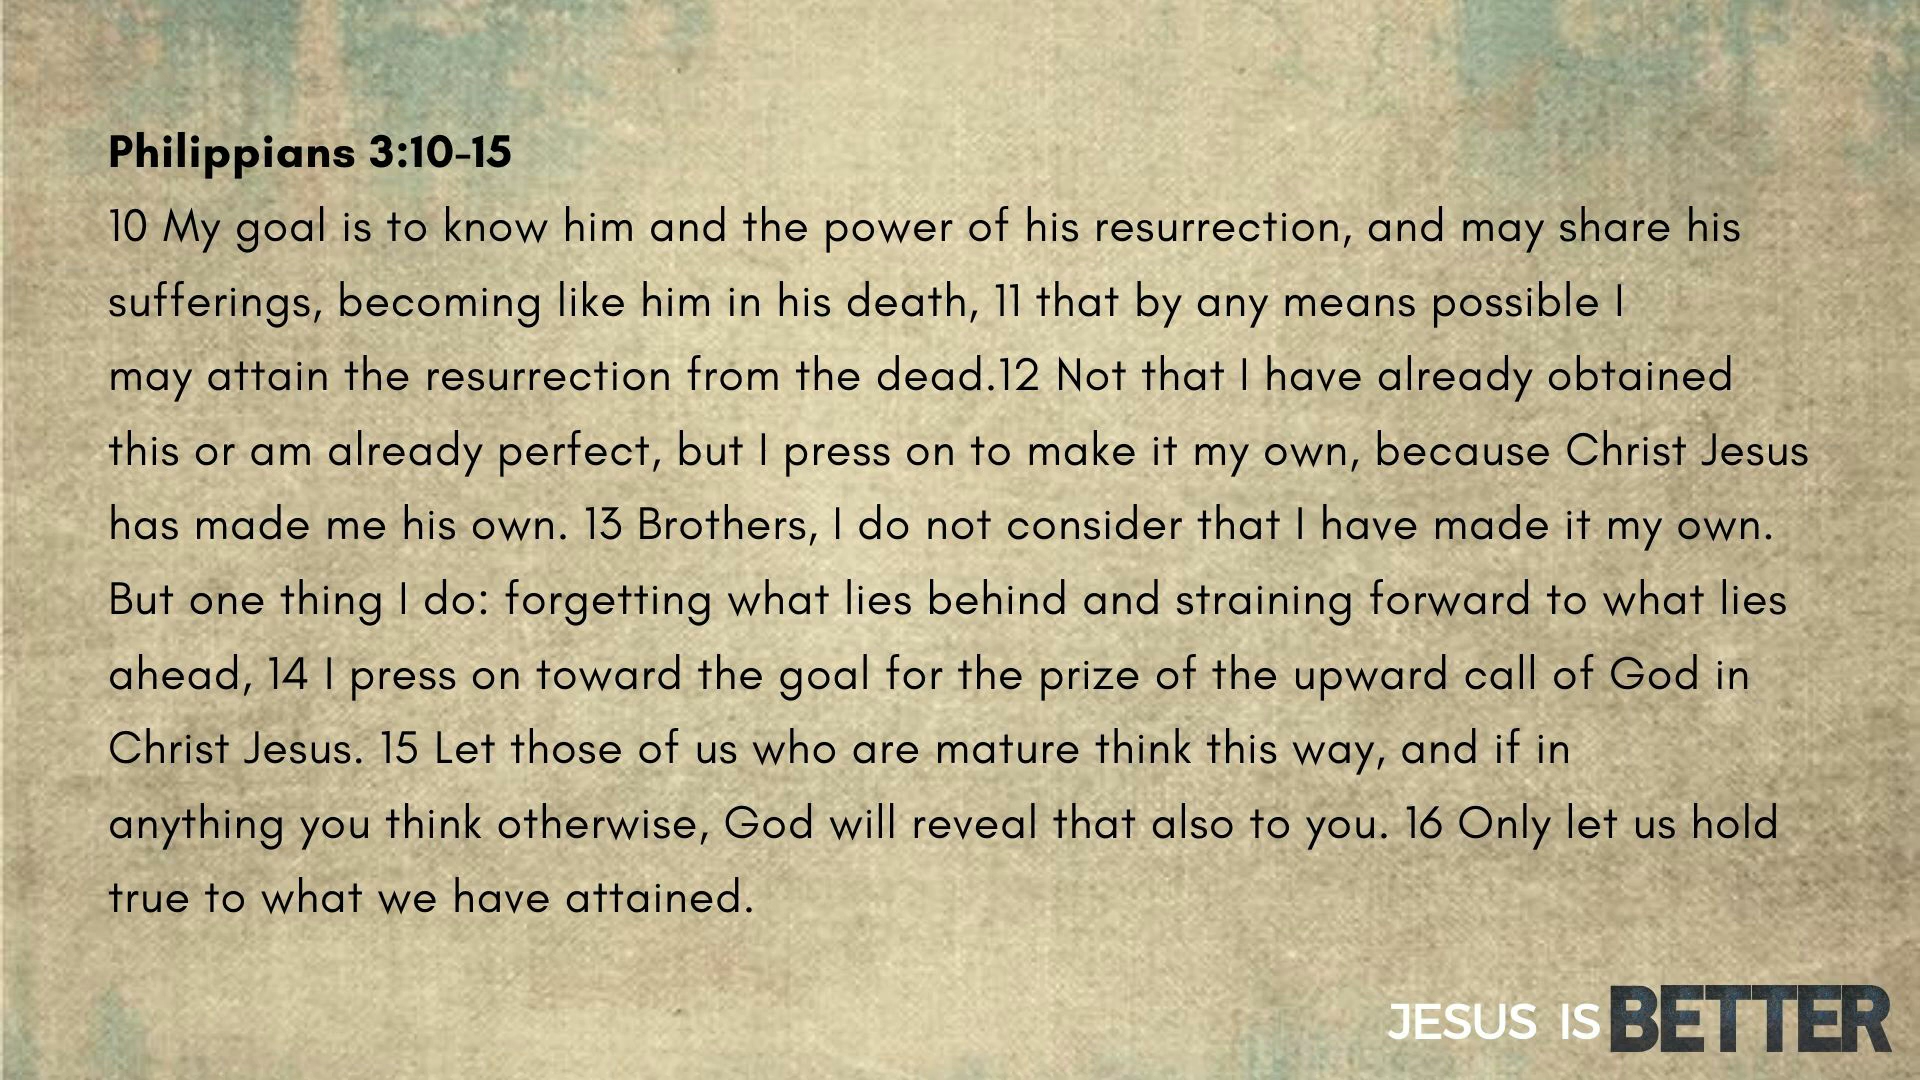 Philippians 3:10-15
10 My goal is to know him and the power of his resurrection, and may share his
sufferings, becoming like him in his death, 11 that by any means possible I
may attain the resurrection from the dead.12 Not that I have already obtained
this or am already perfect, but I press on to make it my own, because Christ Jesus
has made me his own. 13 Brothers, I do not consider that I have made it my own.
But one thing I do: forgetting what lies behind and straining forward to what lies
ahead, 14 I press on toward the goal for the prize of the upward call of God in
Christ Jesus. 15 Let those of us who are mature think this way, and if in
anything you think otherwise, God will reveal that also to you. 16 Only let us hold
true to what we have attained.
JESUS IS BETTER